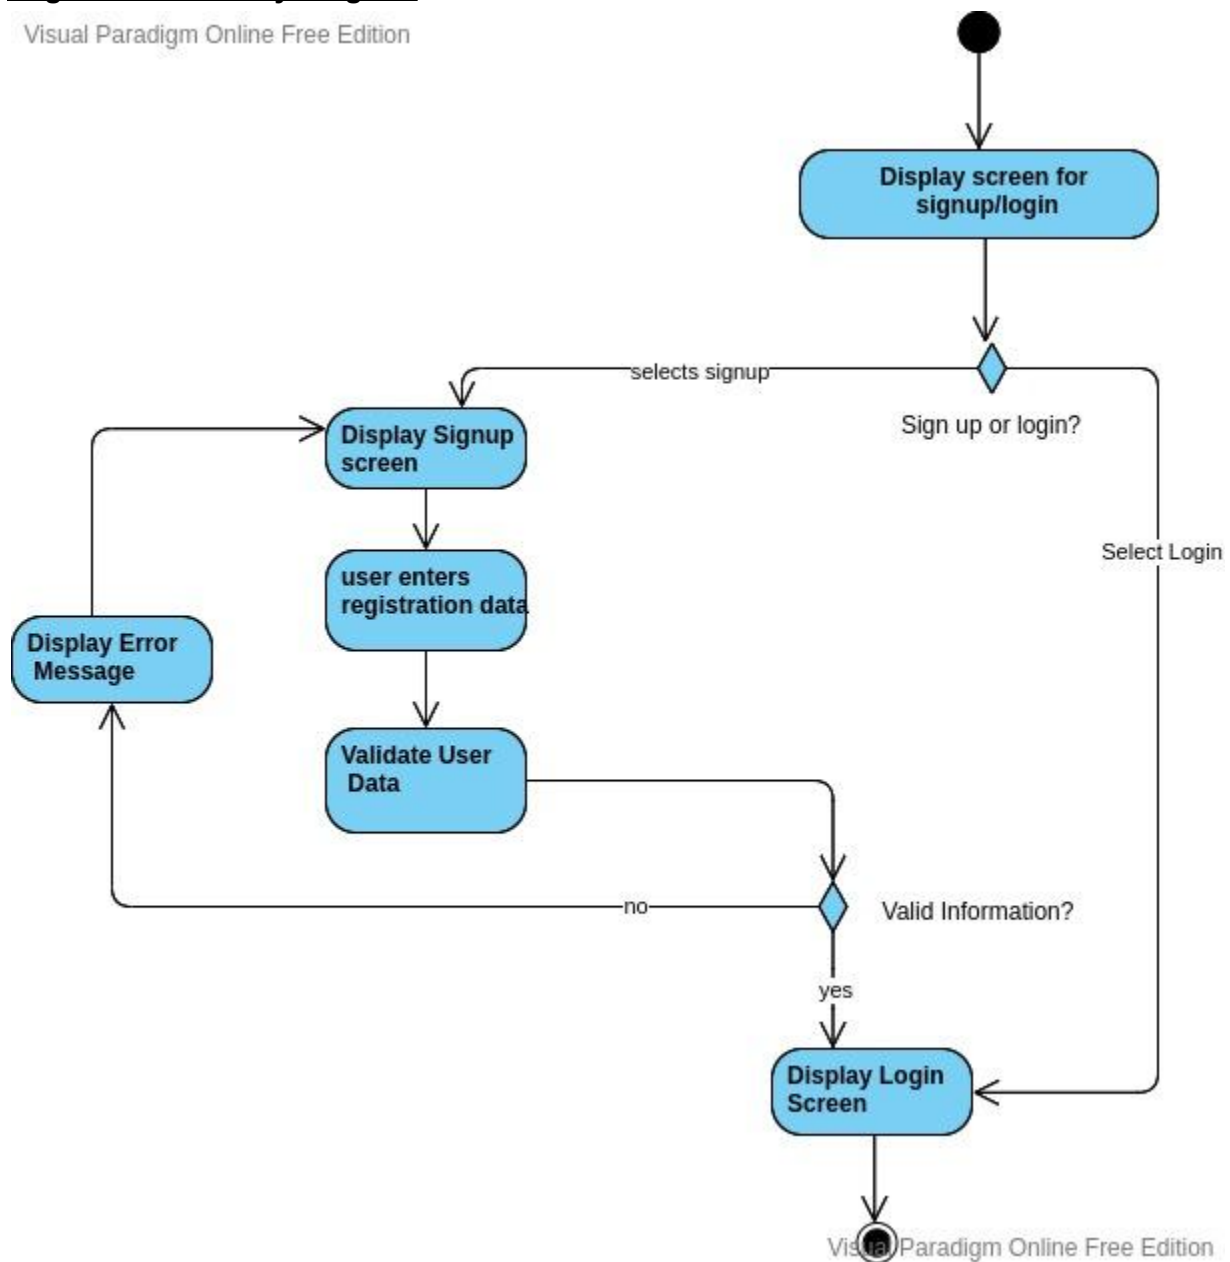 Visual Paradigm Online Free Edition
Display screen for
signup/login
selects signup
Sign up or login?
Display Signup
screen
Select Login
user enters
registration data
Display Error
Message
Validate User
Data
no
Valid Information?
yes
Display Login
Screen
Visual Paradigm Online Free Edition